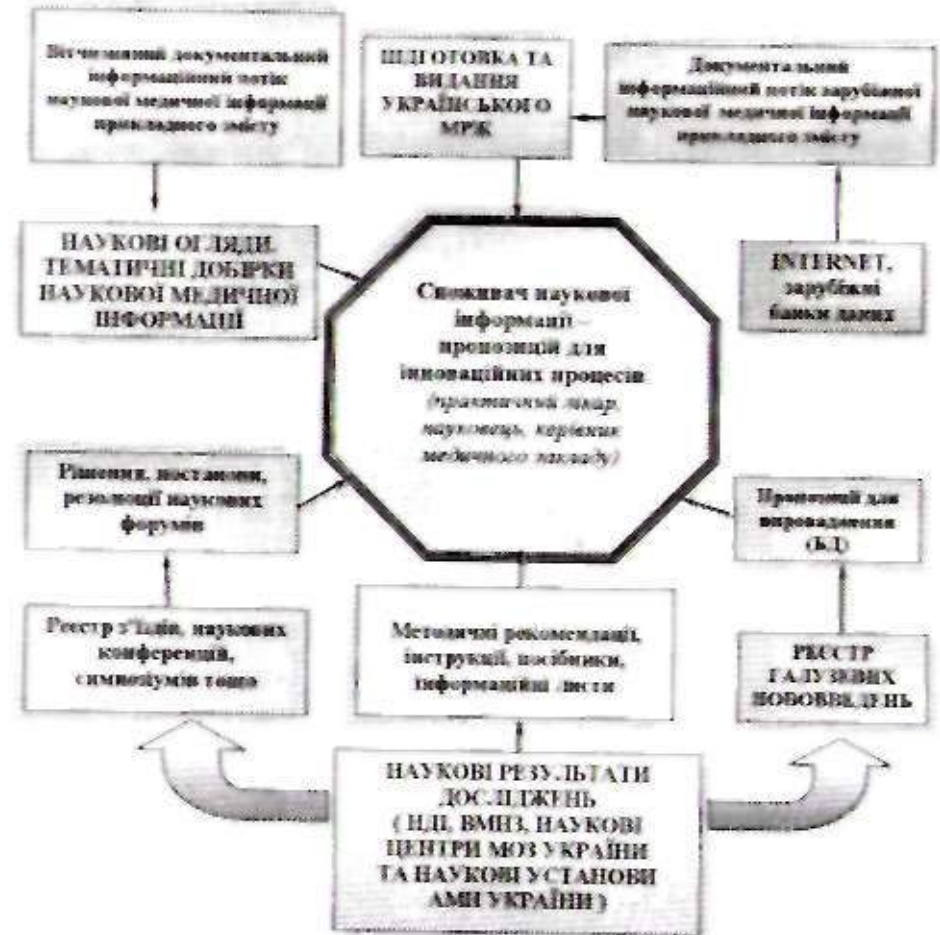 Вітчизняний документальний
інформаційний потік
наукової медичної інформації
прикладного змісту
ПІДГОТОВКА ТА
ВИДАННЯ
УКРАЇНСЬКОГО
МРЖ
Документальний
інформаційний потік зарубіжної
наукової медичної інформації
прикладного змісту
НАУКОВІ ОГЛЯДИ.
ТЕМАТИЧНІ ДОБІРКИ
НАУКОВОЇ МЕДИЧНОЇ
ІНФОРМАЦІЇ
Споживач наукової
інформації –
пропозицій для
інноваційних процесів
(практичний лікар,
науковець, керівник
медичного закладу)
INTERNET,
зарубіжні
банки даних
Рішення, постанови,
резолюції наукових
форумів
Пропозиції для
впровадження
(БД)
Реєстр з'їздів, наукових
конференцій,
симпозіумів тощо
Методичні рекомендації,
інструкції, посібники,
інформаційні листи
РЕЄСТР
ГАЛУЗЕВИХ
НОВОВВЕДЕНЬ
НАУКОВІ РЕЗУЛЬТАТИ
ДОСЛІДЖЕНЬ
( НДІ, ВМНЗ, НАУКОВІ
ЦЕНТРИ МОЗ УКРАЇНИ
ТА НАУКОВІ УСТАНОВИ
АМН УКРАЇНИ )